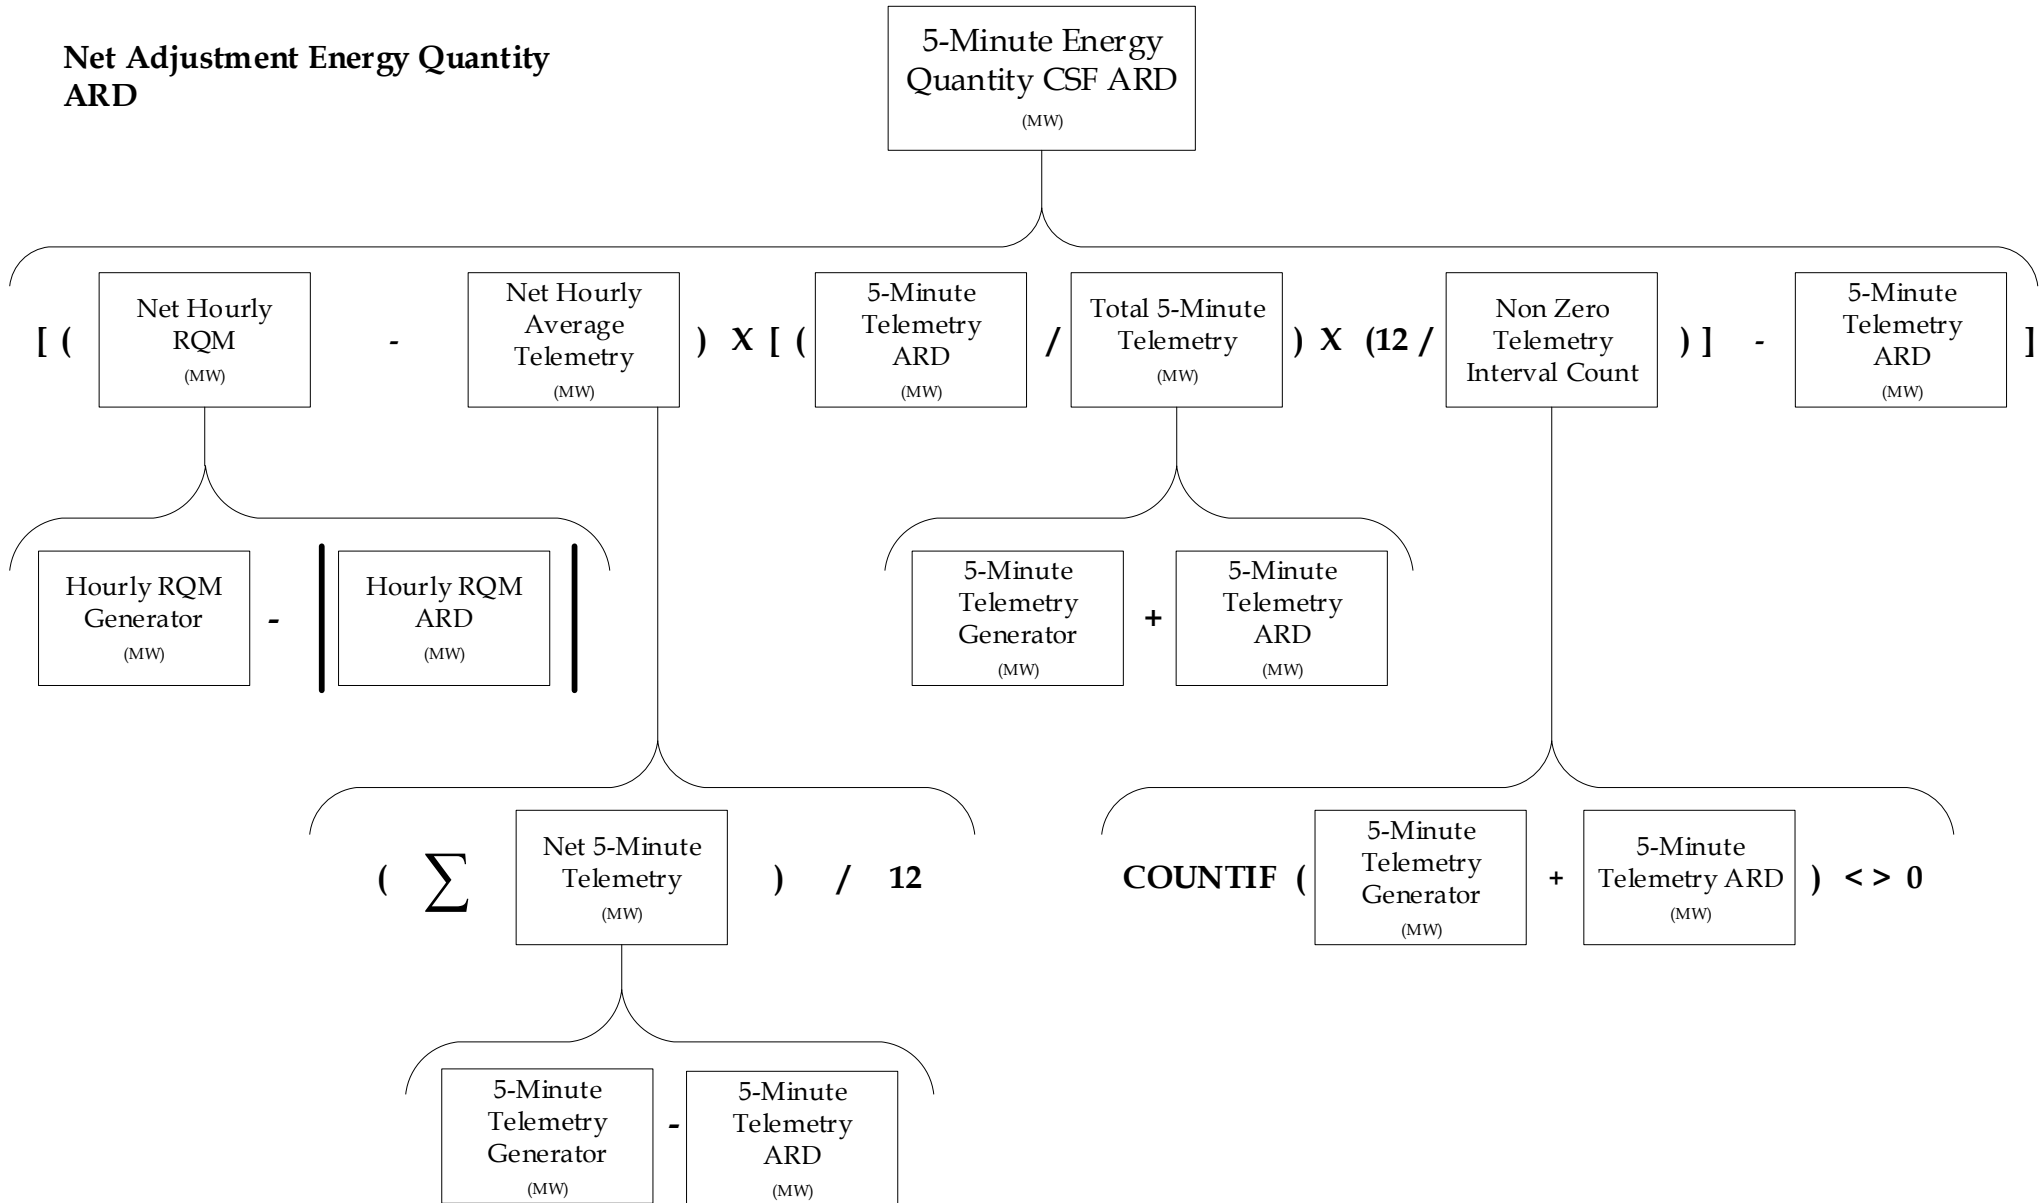 Net Adjustment Energy Quantity
ARD
5-Minute Energy
Quantity CSF ARD
(MW)
[ (
Net Hourly
RQM
(MW)
-
Net Hourly
Average
Telemetry
(MW)
) X [ (
5-Minute
Telemetry
ARD
(MW)
/
Total 5-Minute
Telemetry
(MW)
) X (12 /
Non Zero
Telemetry
Interval Count
) ] -
5-Minute
Telemetry
ARD
(MW)
]
Hourly RQM
Generator
(MW)
-
|
Hourly RQM
ARD
(MW)
|
5-Minute
Telemetry
Generator
(MW)
+
5-Minute
Telemetry
ARD
(MW)
( ∑
Net 5-Minute
Telemetry
(MW)
) / 12
COUNTIF (
5-Minute
Telemetry
Generator
(MW)
+
5-Minute
Telemetry ARD
(MW)
) < > 0
5-Minute
Telemetry
Generator
(MW)
-
5-Minute
Telemetry
ARD
(MW)